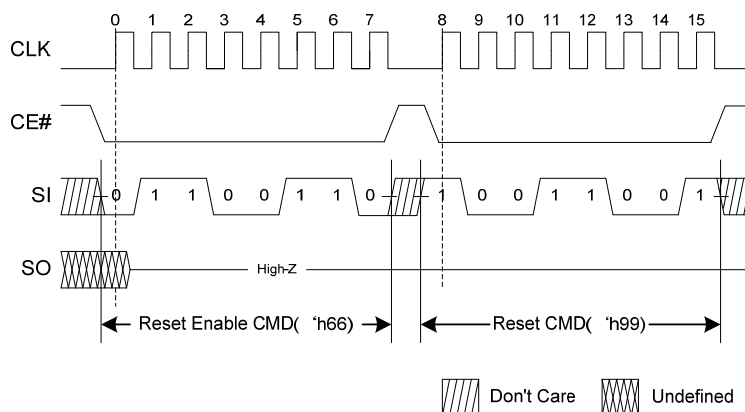 0 1 2 3 4 5 6 7 8 9 10 11 12 13 14 15
CLK
CE#
SI 0 1 1 0 0 1 1 0 1 0 0 1 1 0 0 1
SO High-Z
Reset Enable CMD( ‘h66) Reset CMD( ‘h99)
Don't Care Undefined